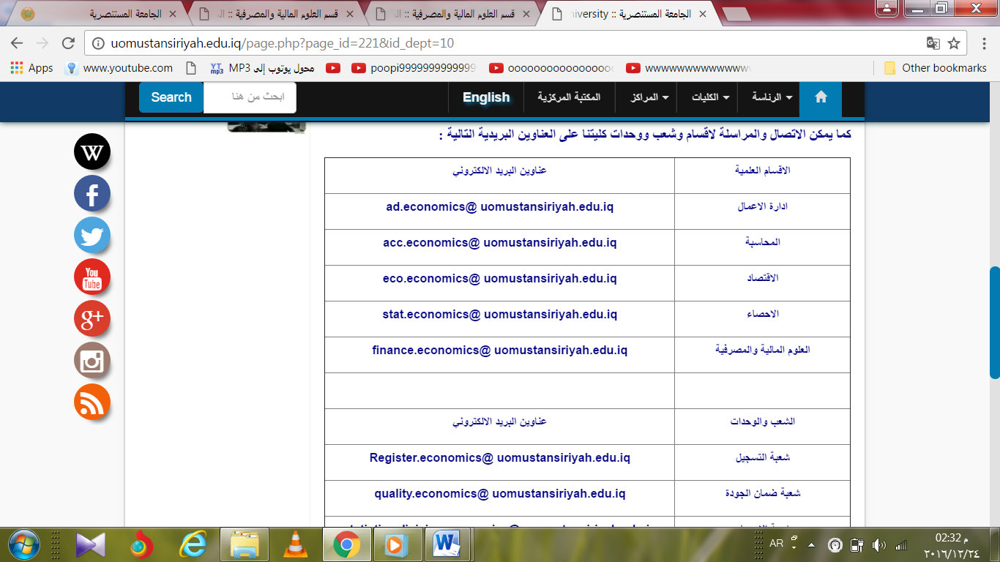 الجامعة المستنصرية
قسم العلوم المالية والمصرفية :: ال
قسم العلوم المالية والمصرفية :: ال
الجامعة المستنصرية :: niversity
uomustansiriyah.edu.iq/page.php?page_id=221&id_dept=10
Apps www.youtube.com محول يوتوب إلى MP3 poopi9999999999999 Other bookmarks
Search ابحث من هنا English المكتبة المركزية المراكز الكليات الرئاسة
كما يمكن الاتصال والمراسلة لاقسام وشعب ووحدات كليتنا على العناوين البريدية التالية :
الاقسام العلمية عناوين البريد الالكتروني
ادارة الاعمال ad.economics@ uomustansiriyah.edu.iq
المحاسبة acc.economics@ uomustansiriyah.edu.iq
الاقتصاد eco.economics@ uomustansiriyah.edu.iq
الاحصاء stat.economics@ uomustansiriyah.edu.iq
العلوم المالية والمصرفية finance.economics@ uomustansiriyah.edu.iq
الشعب والوحدات عناوين البريد الالكتروني
شعبة التسجيل Register.economics@ uomustansiriyah.edu.iq
شعبة ضمان الجودة quality.economics@ uomustansiriyah.edu.iq
W
You
Tube
g+
AR
02:32 م
٢٠١٦/١٢/٢٤